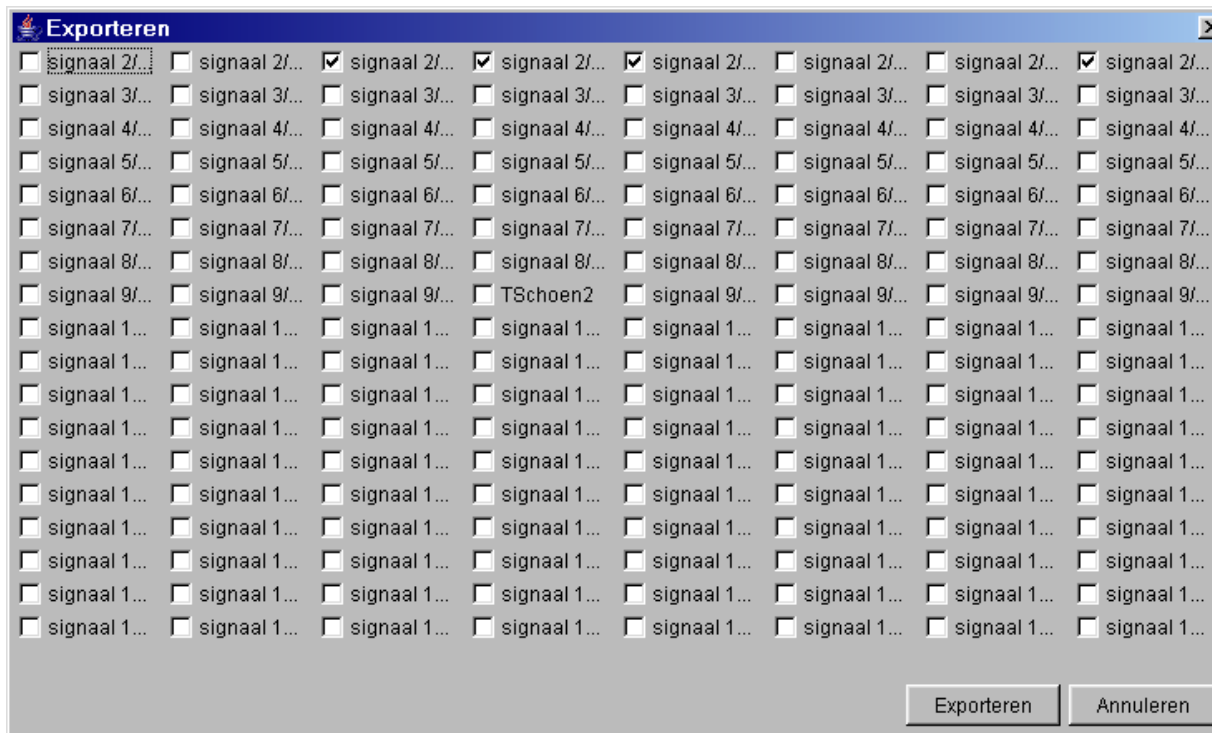 Exporteren
signaal 2/... signaal 2/... signaal 2/... signaal 2/... signaal 2/... signaal 2/... signaal 2/... signaal 2/...
signaal 3/... signaal 3/... signaal 3/... signaal 3/... signaal 3/... signaal 3/... signaal 3/... signaal 3/...
signaal 4/... signaal 4/... signaal 4/... signaal 4/... signaal 4/... signaal 4/... signaal 4/... signaal 4/...
signaal 5/... signaal 5/... signaal 5/... signaal 5/... signaal 5/... signaal 5/... signaal 5/... signaal 5/...
signaal 6/... signaal 6/... signaal 6/... signaal 6/... signaal 6/... signaal 6/... signaal 6/... signaal 6/...
signaal 7/... signaal 7/... signaal 7/... signaal 7/... signaal 7/... signaal 7/... signaal 7/... signaal 7/...
signaal 8/... signaal 8/... signaal 8/... signaal 8/... signaal 8/... signaal 8/... signaal 8/... signaal 8/...
signaal 9/... signaal 9/... signaal 9/... TSchoen2 signaal 9/... signaal 9/... signaal 9/... signaal 9/...
signaal 1... signaal 1... signaal 1... signaal 1... signaal 1... signaal 1... signaal 1... signaal 1...
signaal 1... signaal 1... signaal 1... signaal 1... signaal 1... signaal 1... signaal 1... signaal 1...
signaal 1... signaal 1... signaal 1... signaal 1... signaal 1... signaal 1... signaal 1... signaal 1...
signaal 1... signaal 1... signaal 1... signaal 1... signaal 1... signaal 1... signaal 1... signaal 1...
signaal 1... signaal 1... signaal 1... signaal 1... signaal 1... signaal 1... signaal 1... signaal 1...
signaal 1... signaal 1... signaal 1... signaal 1... signaal 1... signaal 1... signaal 1... signaal 1...
signaal 1... signaal 1... signaal 1... signaal 1... signaal 1... signaal 1... signaal 1... signaal 1...
signaal 1... signaal 1... signaal 1... signaal 1... signaal 1... signaal 1... signaal 1... signaal 1...
signaal 1... signaal 1... signaal 1... signaal 1... signaal 1... signaal 1... signaal 1... signaal 1...
signaal 1... signaal 1... signaal 1... signaal 1... signaal 1... signaal 1... signaal 1... signaal 1...
Exporteren Annuleren